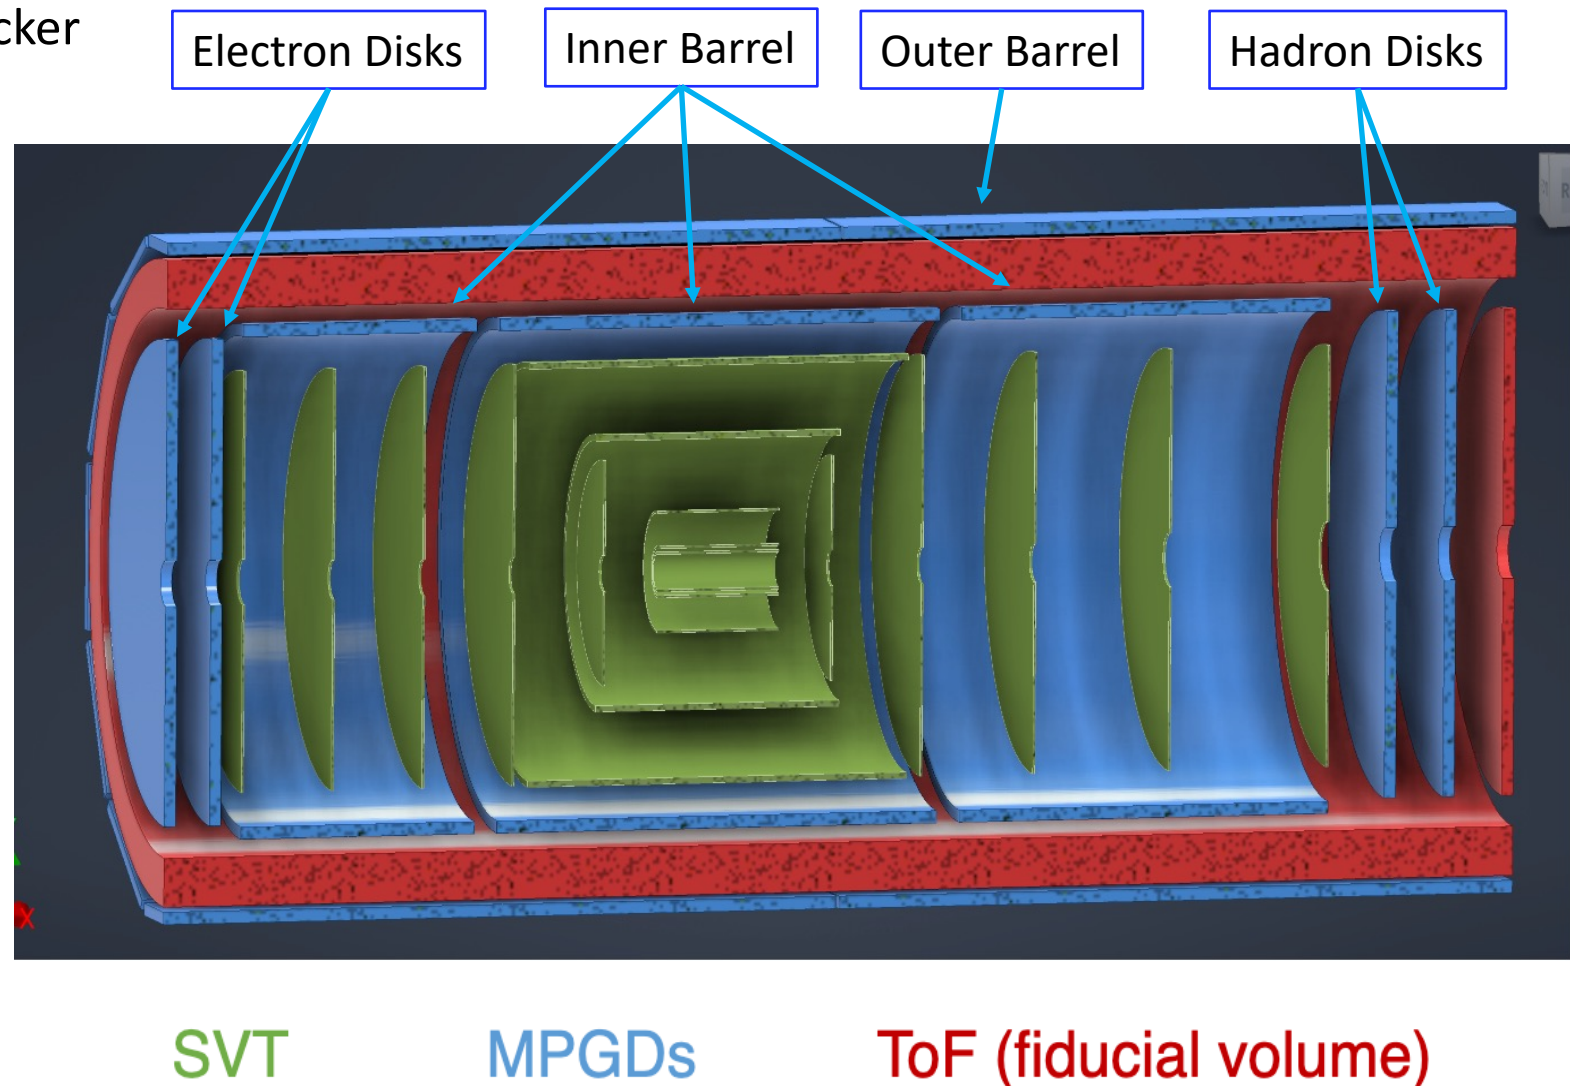 cker
Electron Disks
Inner Barrel
Outer Barrel
Hadron Disks
R
X
SVT
MPGDs
ToF (fiducial volume)